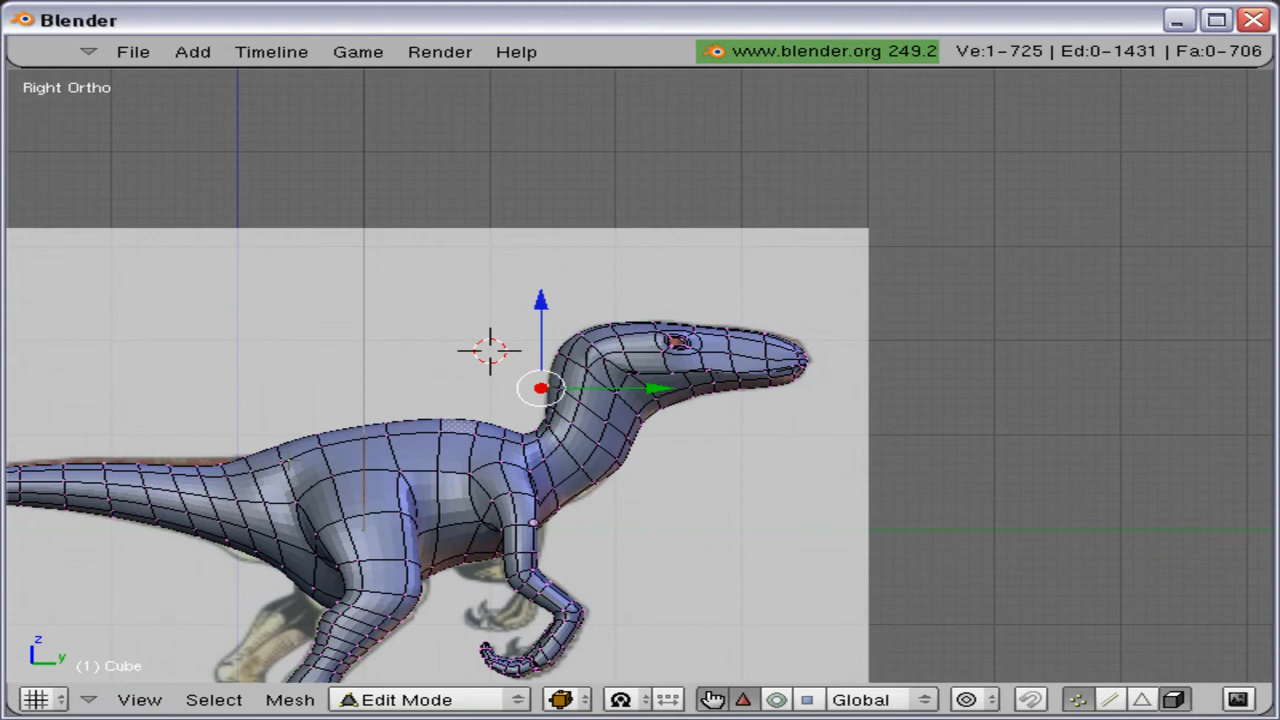 Blender
File Add Timeline Game Render Help www.blender.org 249.2 Ve:1-725 | Ed:0-1431 | Fa:0-706
Right Ortho
z
y
(1) Cube
View Select Mesh Edit Mode Global